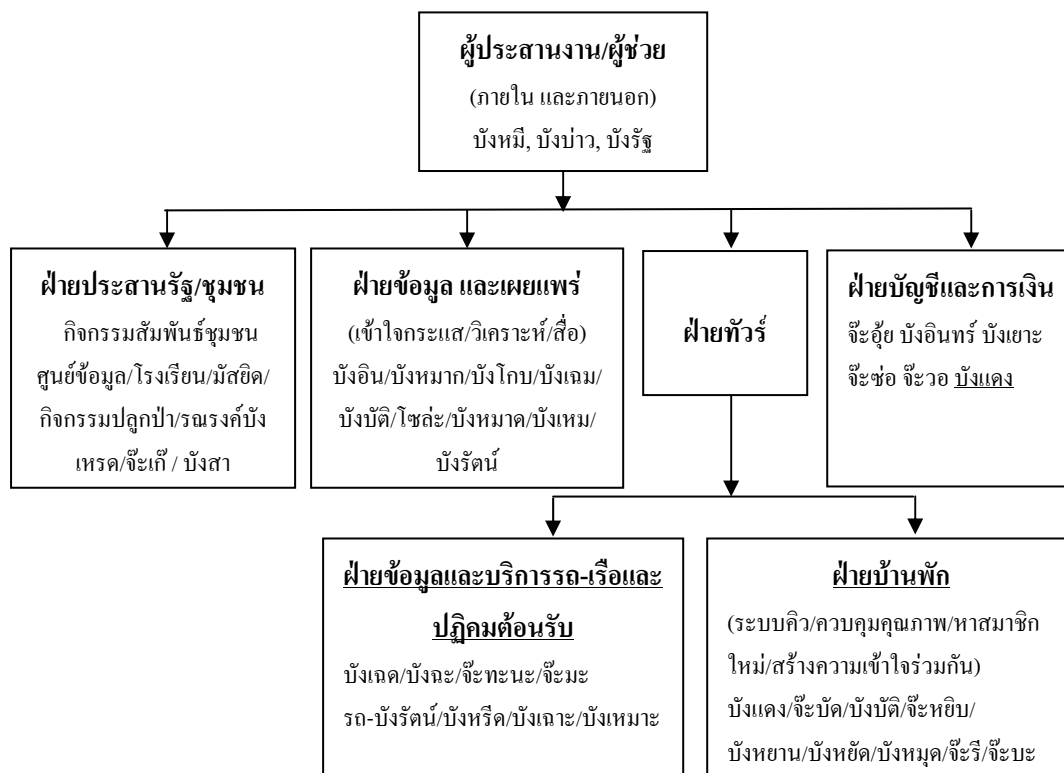 ผู้ประสานงาน/ผู้ช่วย
(ภายใน และภายนอก)
บังหมี, บังบ่าว, บังรัฐ
ฝ่ายประสานรัฐ/ชุมชน
กิจกรรมสัมพันธ์ชุมชน
ศูนย์ข้อมูล/โรงเรียน/มัสยิด/
กิจกรรมปลูกป่า/รณรงค์บัง
เหรด/จ๊ะเก๊ / บังสา
ฝ่ายข้อมูล และเผยแพร่
(เข้าใจกระแส/วิเคราะห์/สื่อ)
บังอิน/บังหมาก/บังโกบ/บังเฉม/
บังบัติ/โซล่ะ/บังหมาด/บังเหม/
บังรัตน์
ฝ่ายทัวร์
ฝ่ายบัญชีและการเงิน
จ๊ะอุ้ย บังอินทร์ บังเยาะ
จ๊ะซ่อ จ๊ะวอ บังแดง
ฝ่ายข้อมูลและบริการรถ-เรือและ
ปฏิคมต้อนรับ
บังเฉด/บังฉะ/จ๊ะทะนะ/จ๊ะมะ
รถ-บังรัตน์/บังหรีด/บังเฉาะ/บังเหมาะ
ฝ่ายบ้านพัก
(ระบบคิว/ควบคุมคุณภาพ/หาสมาชิก
ใหม่/สร้างความเข้าใจร่วมกัน)
บังแดง/จ๊ะบัด/บังบัติ/จ๊ะหยิบ/
บังหยาน/บังหยัด/บังหมุด/จ๊ะรี/จ๊ะบะ